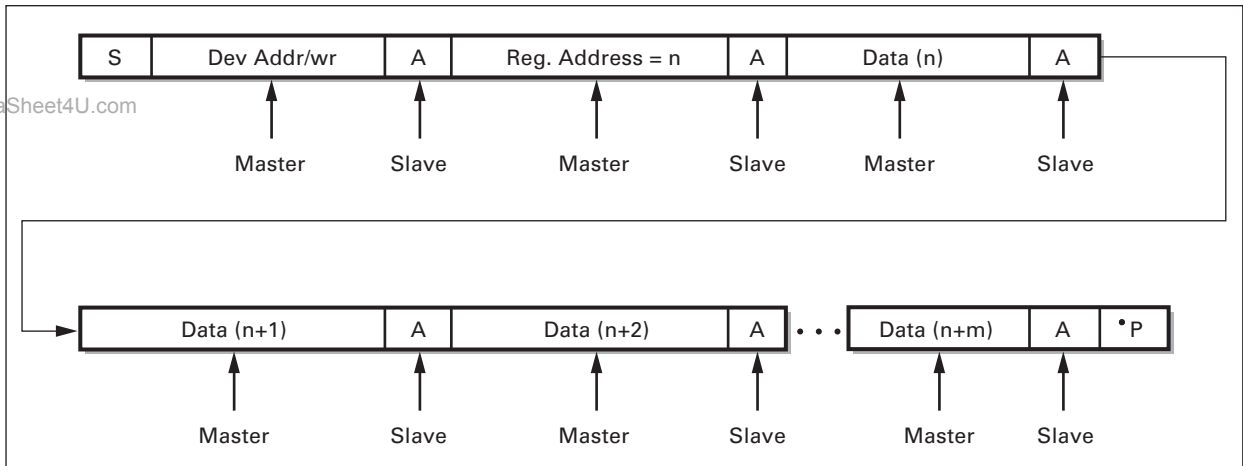 S Dev Addr/wr A Reg. Address = n A Data (n) A
aSheet4U.com
Master Slave Master Slave Master Slave
Data (n+1) A Data (n+2) A • • • Data (n+m) A •P
Master Slave Master Slave Master Slave